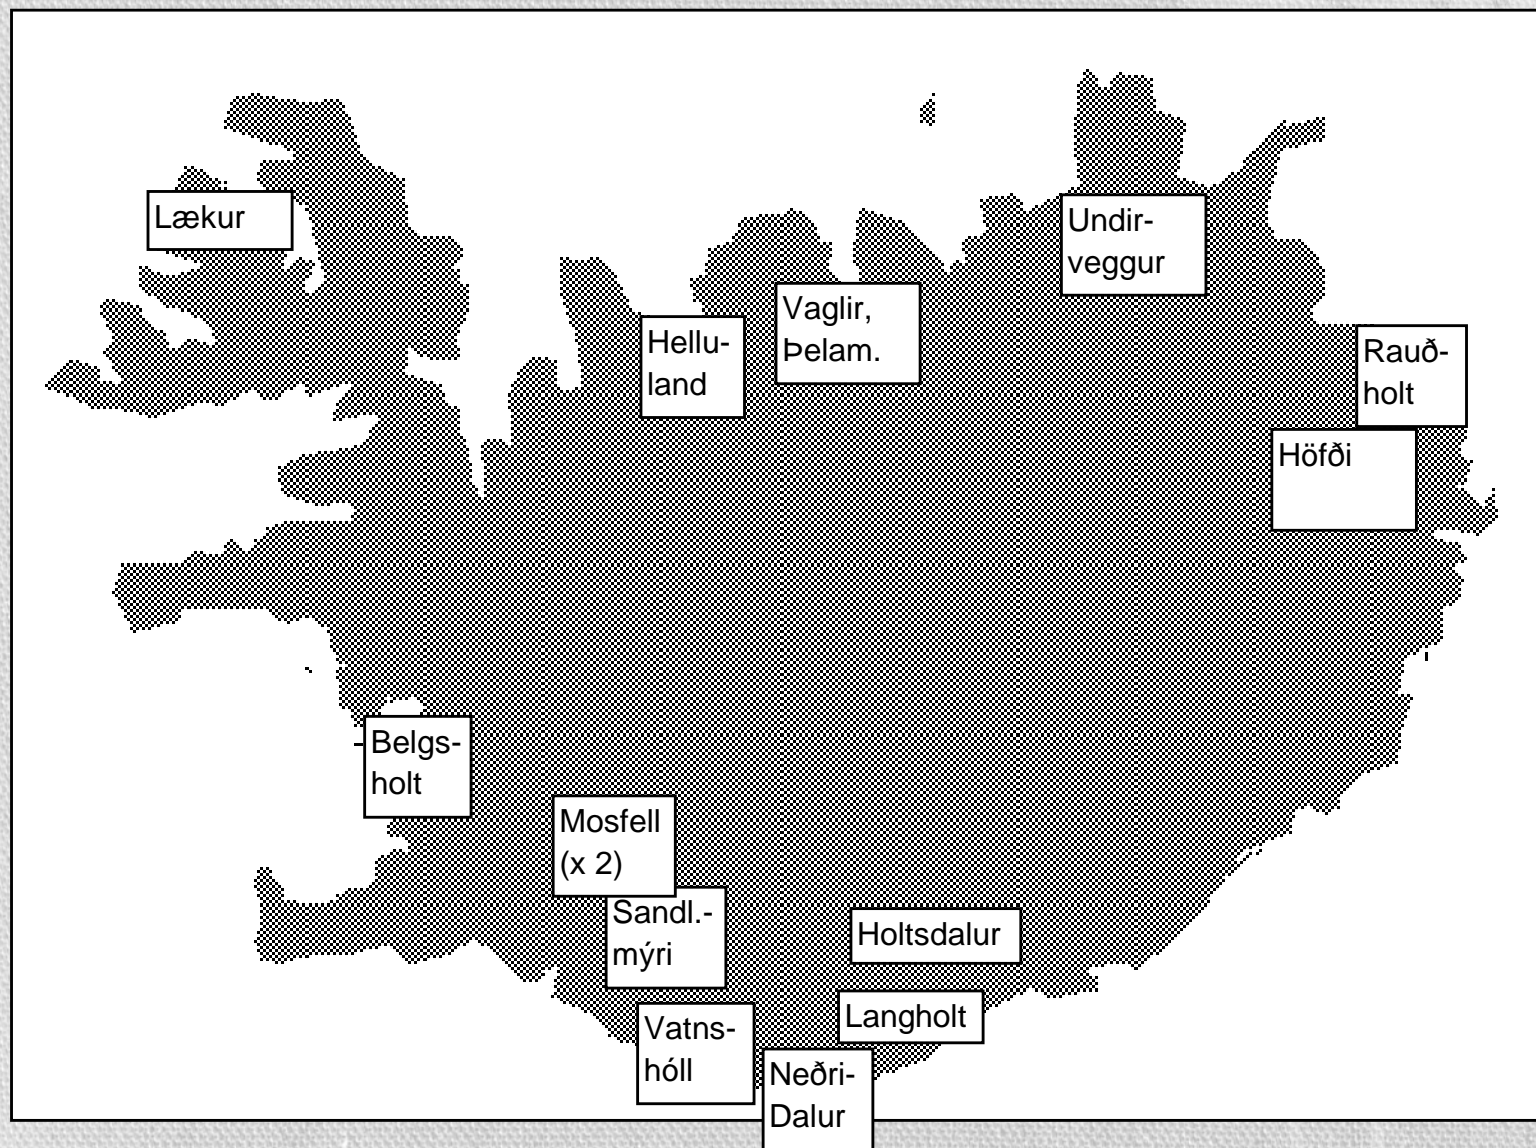 Lækur
Undir-
veggur
Vaglir,
Þelam.
Hellu-
land
Rauð-
holt
Höfði
Belgs-
holt
Mosfell
(x 2)
Sandl.-
mýri
Holtsdalur
Langholt
Vatns-
hóll
Neðri-
Dalur